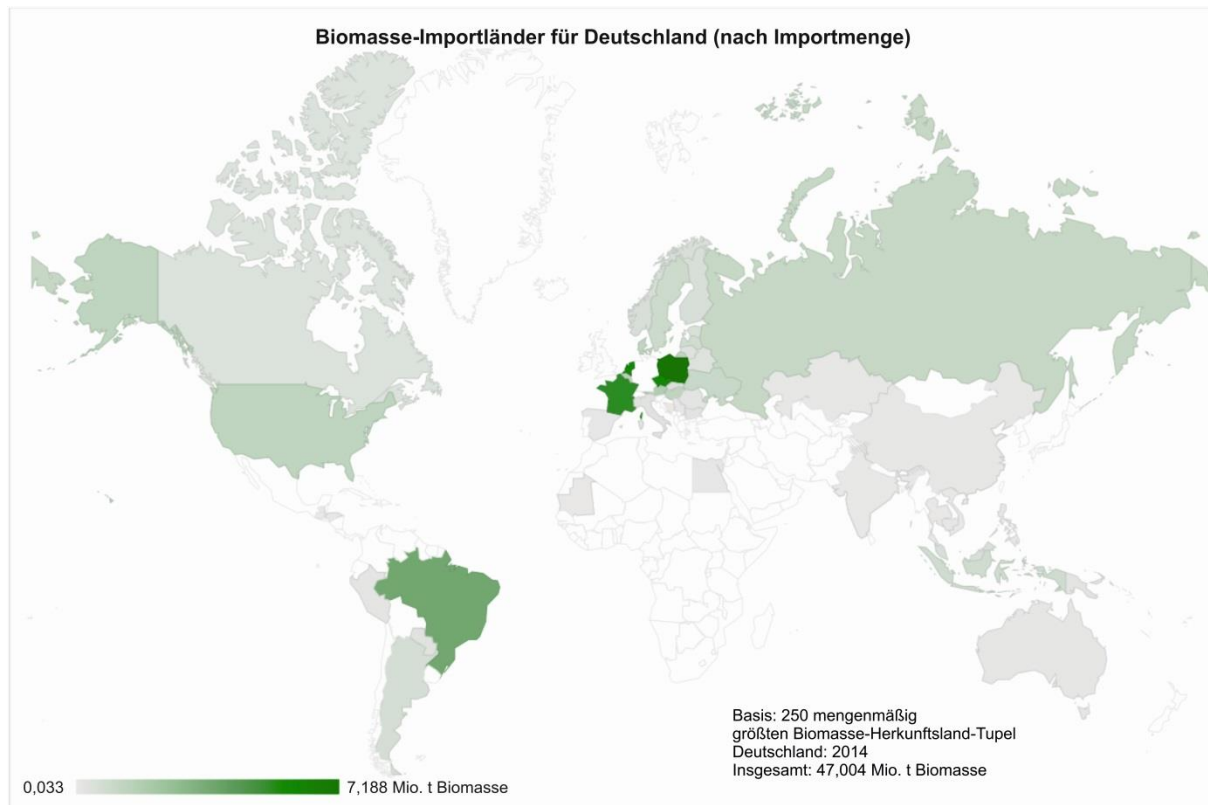 Biomasse-Importländer für Deutschland (nach Importmenge)
Basis: 250 mengenmäßig
größten Biomasse-Herkunftsland-Tupel
Deutschland: 2014
Insgesamt: 47,004 Mio. t Biomasse
0,033 7,188 Mio. t Biomasse